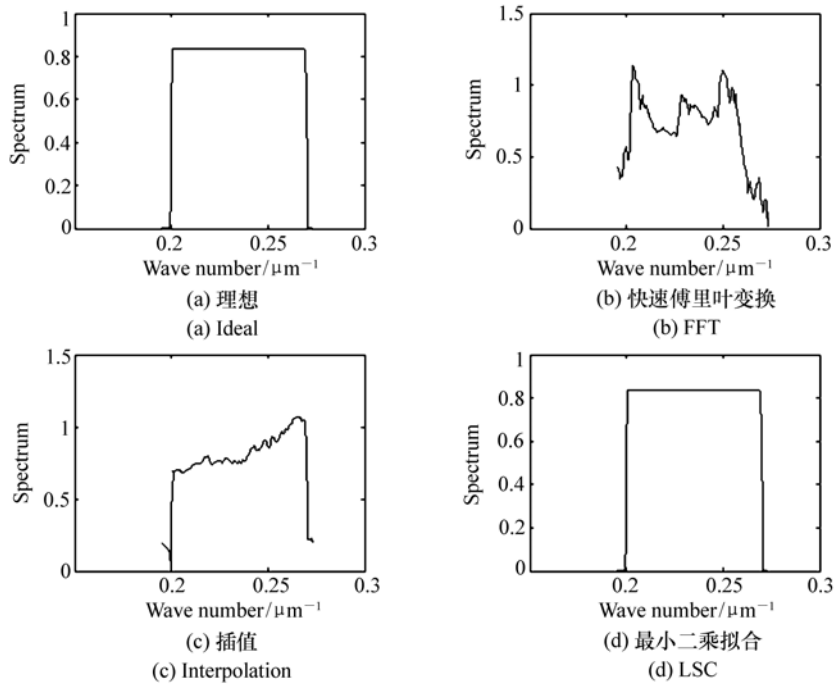 1
0.8
0.6
0.4
0.2
0
Spectrum
0.2 0.25 0.3
Wave number/μm⁻¹
(a) 理想
(a) Ideal
1.5
1
0.5
0
Spectrum
0.2 0.25 0.3
Wave number/μm⁻¹
(b) 快速傅里叶变换
(b) FFT
1.5
1
0.5
0
Spectrum
0.2 0.25 0.3
Wave number/μm⁻¹
(c) 插值
(c) Interpolation
1
0.8
0.6
0.4
0.2
0
Spectrum
0.2 0.25 0.3
Wave number/μm⁻¹
(d) 最小二乘拟合
(d) LSC